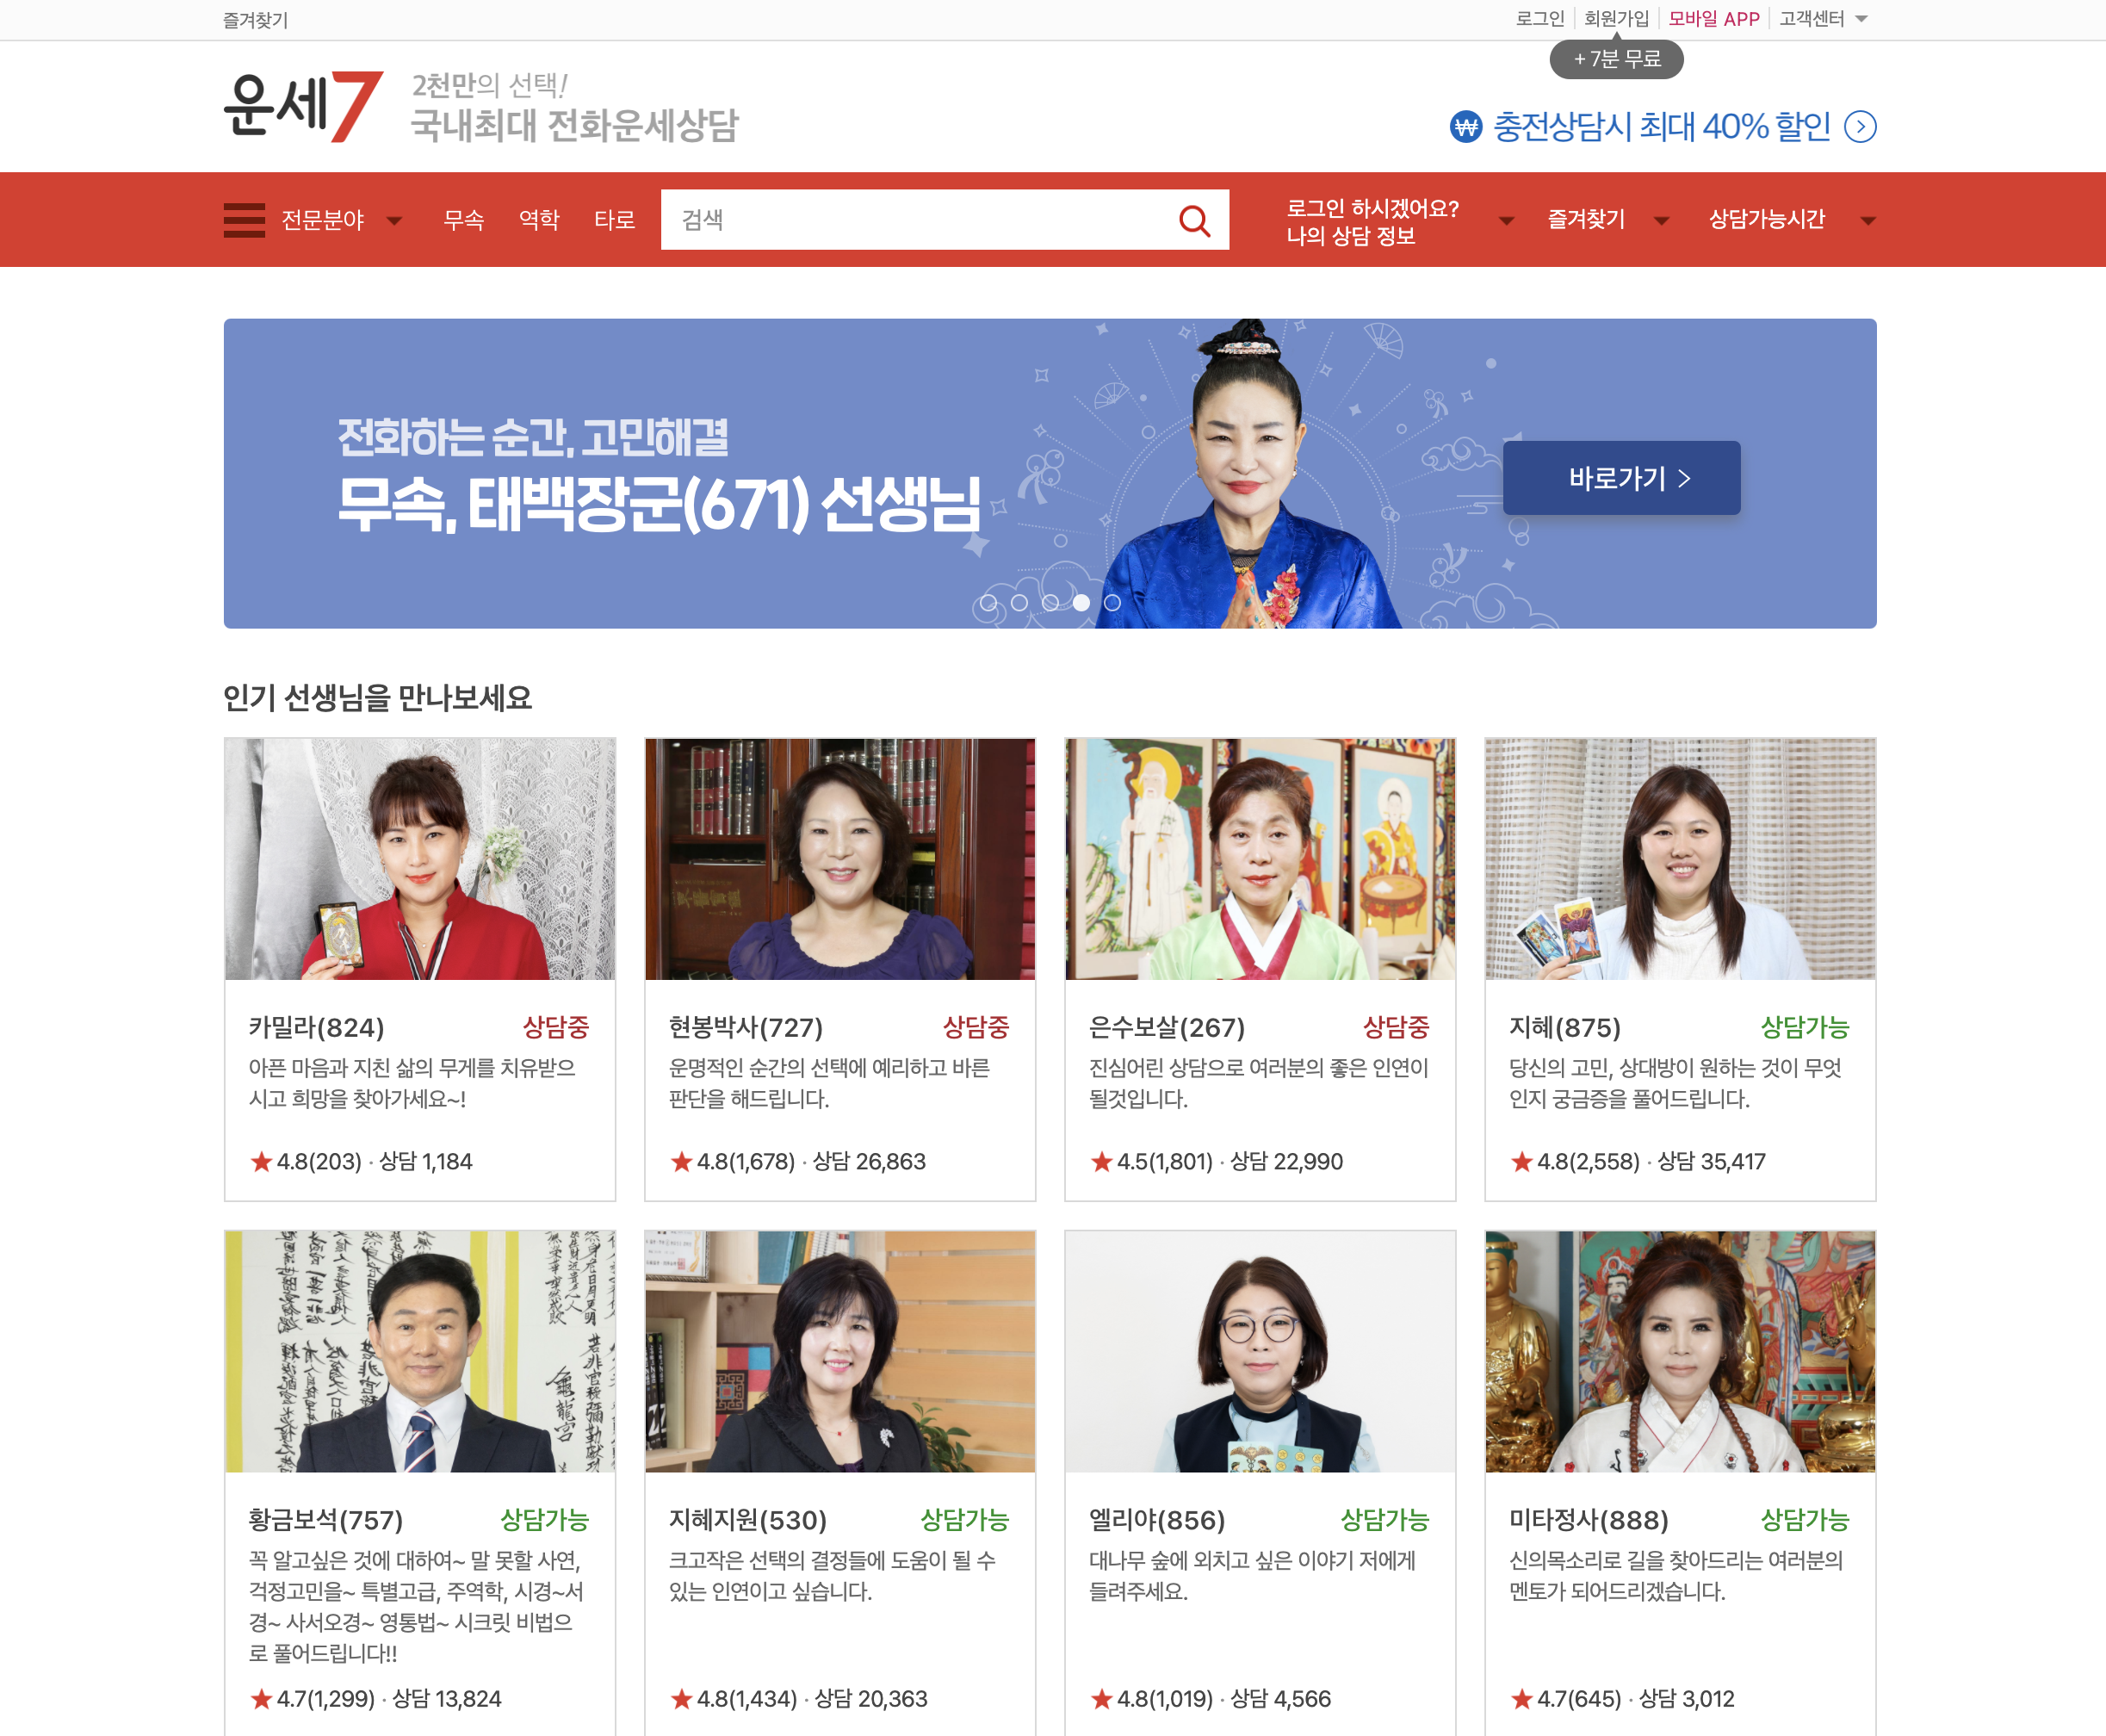 즐겨찾기
로그인 회원가입 모바일 APP 고객센터
+ 7분 무료
운세7
2천만의 선택!
국내최대 전화운세상담
₩ 충전상담시 최대 40% 할인
전문분야 무속 역학 타로 검색
로그인 하시겠어요?
나의 상담 정보
즐겨찾기 상담가능시간
전화하는 순간, 고민해결
무속, 태백장군(671) 선생님
바로가기 >
인기 선생님을 만나보세요
카밀라(824) 상담중
아픈 마음과 지친 삶의 무게를 치유받으
시고 희망을 찾아가세요~!
★ 4.8(203) · 상담 1,184
현봉박사(727) 상담중
운명적인 순간의 선택에 예리하고 바른
판단을 해드립니다.
★ 4.8(1,678) · 상담 26,863
은수보살(267) 상담중
진심어린 상담으로 여러분의 좋은 인연이
될것입니다.
★ 4.5(1,801) · 상담 22,990
지혜(875) 상담가능
당신의 고민, 상대방이 원하는 것이 무엇
인지 궁금증을 풀어드립니다.
★ 4.8(2,558) · 상담 35,417
황금보석(757) 상담가능
꼭 알고싶은 것에 대하여~ 말 못할 사연,
걱정고민을~ 특별고급, 주역학, 시경~서
경~ 사서오경~ 영통법~ 시크릿 비법으
로 풀어드립니다!!
★ 4.7(1,299) · 상담 13,824
지혜지원(530) 상담가능
크고작은 선택의 결정들에 도움이 될 수
있는 인연이고 싶습니다.
★ 4.8(1,434) · 상담 20,363
엘리야(856) 상담가능
대나무 숲에 외치고 싶은 이야기 저에게
들려주세요.
★ 4.8(1,019) · 상담 4,566
미타정사(888) 상담가능
신의목소리로 길을 찾아드리는 여러분의
멘토가 되어드리겠습니다.
★ 4.7(645) · 상담 3,012